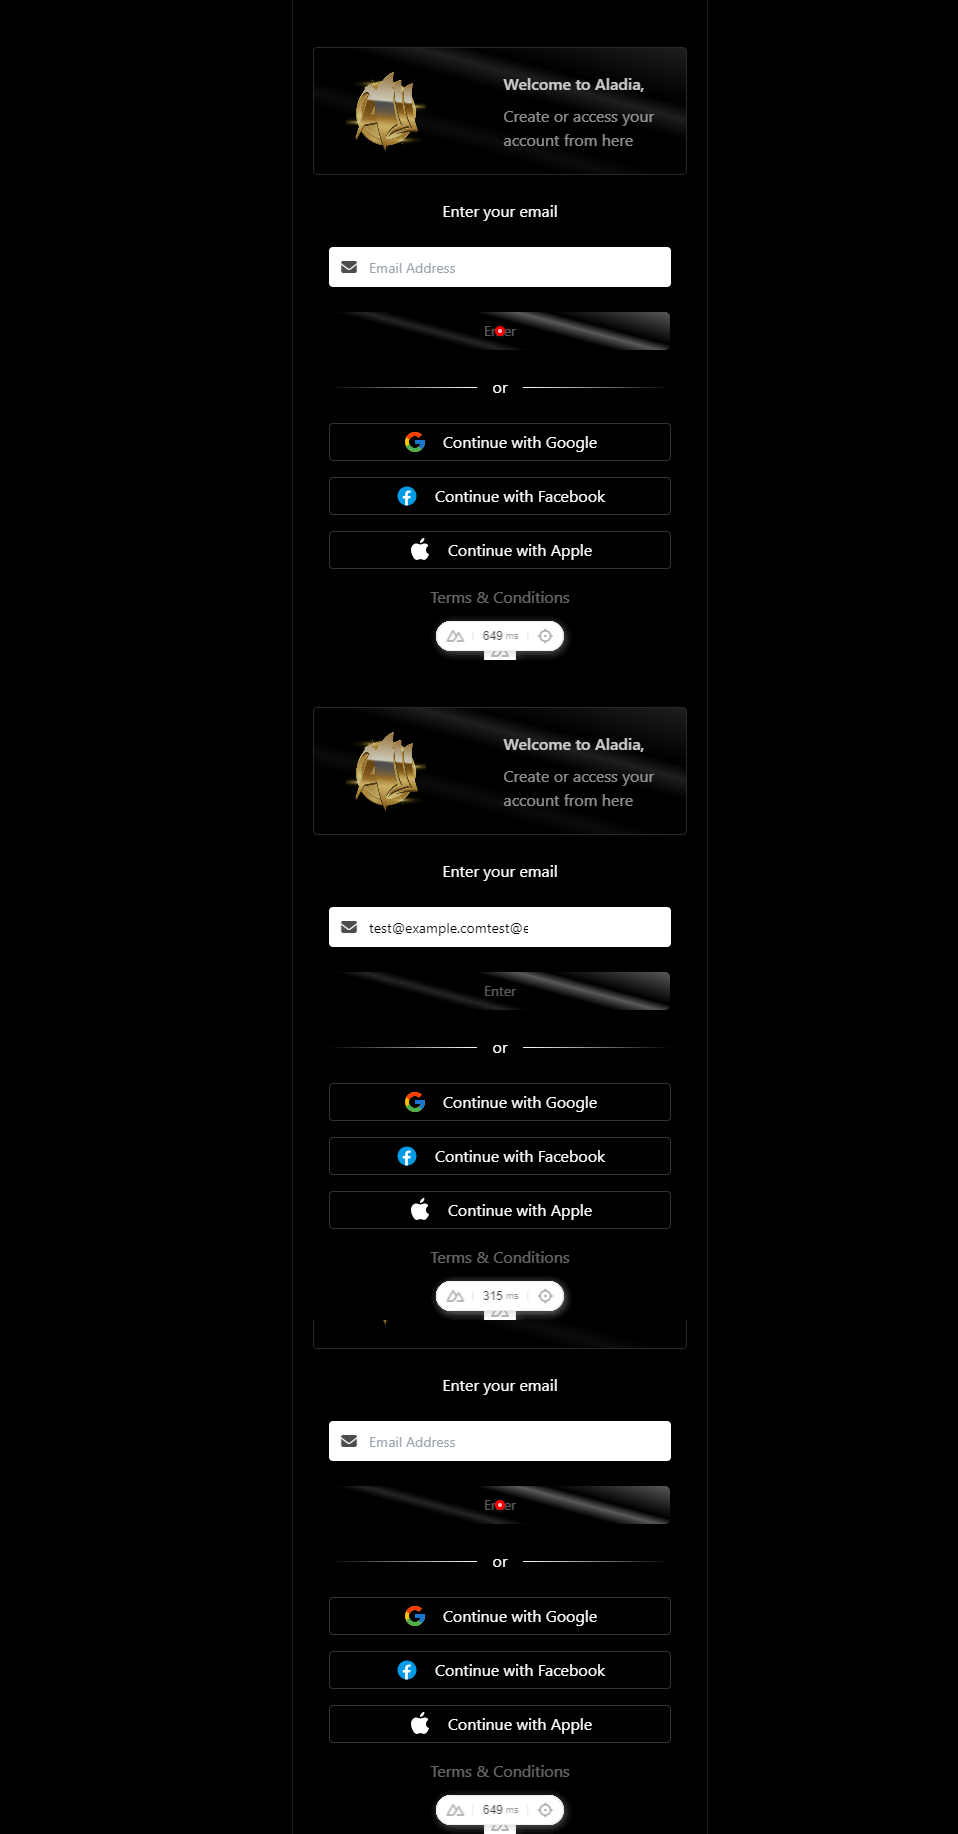 Welcome to Aladia,
Create or access your
account from here
Enter your email
Email Address
Enter
or
Continue with Google
Continue with Facebook
Continue with Apple
Terms & Conditions
649 ms
Welcome to Aladia,
Create or access your
account from here
Enter your email
test@example.comtest@e
Enter
or
Continue with Google
Continue with Facebook
Continue with Apple
Terms & Conditions
315 ms
Enter your email
Email Address
Enter
or
Continue with Google
Continue with Facebook
Continue with Apple
Terms & Conditions
649 ms